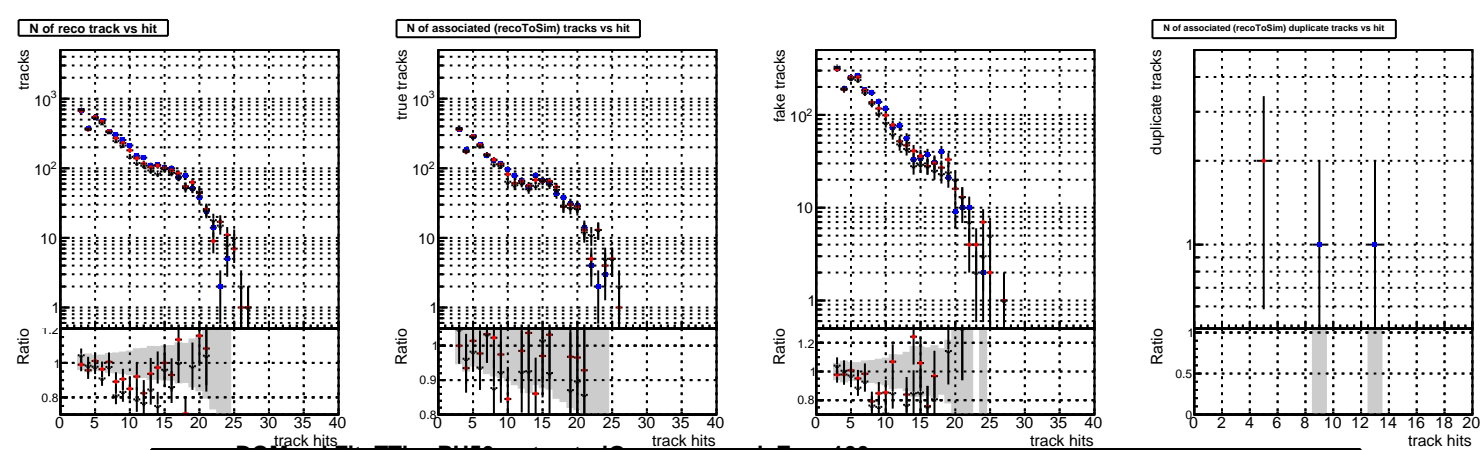 N of reco track vs hit
tracks
10³
10²
10
1
Ratio
1.2
1
0.8
0 5 10 15 20 25 30 35 40
track hits
N of associated (recoToSim) tracks vs hit
true tracks
10³
10²
10
1
Ratio
1
0.9
0.8
0 5 10 15 20 25 30 35 40
track hits
fake tracks
10²
10
1
Ratio
1.2
1
0.8
0 5 10 15 20 25 30 35 40
track hits
N of associated (recoToSim) duplicate tracks vs hit
duplicate tracks
1
Ratio
1
0.5
0
0 2 4 6 8 10 12 14 16 18 20
track hits